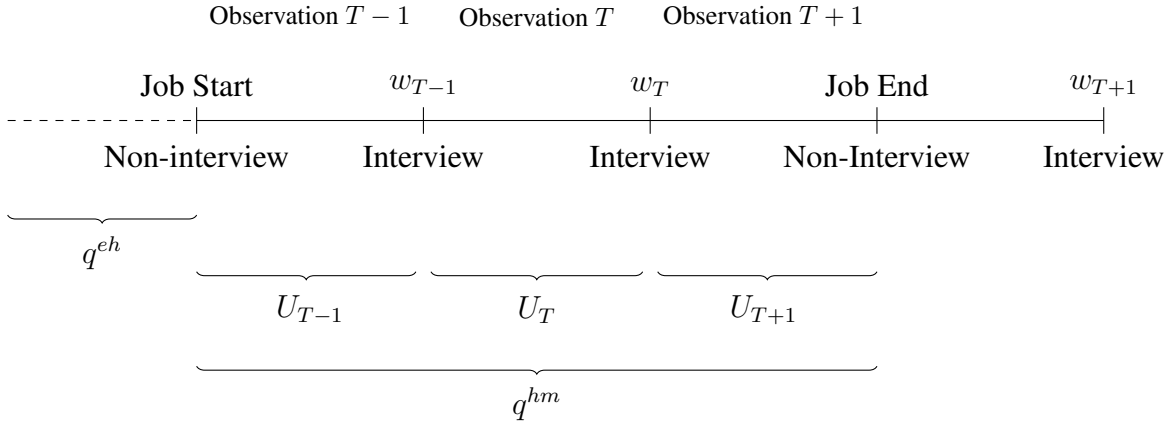 Observation T − 1 Observation T Observation T + 1
Job Start w_{T−1} w_T Job End w_{T+1}
Non-interview Interview Interview Non-Interview Interview
q^{eh}
U_{T−1} U_T U_{T+1}
q^{hm}